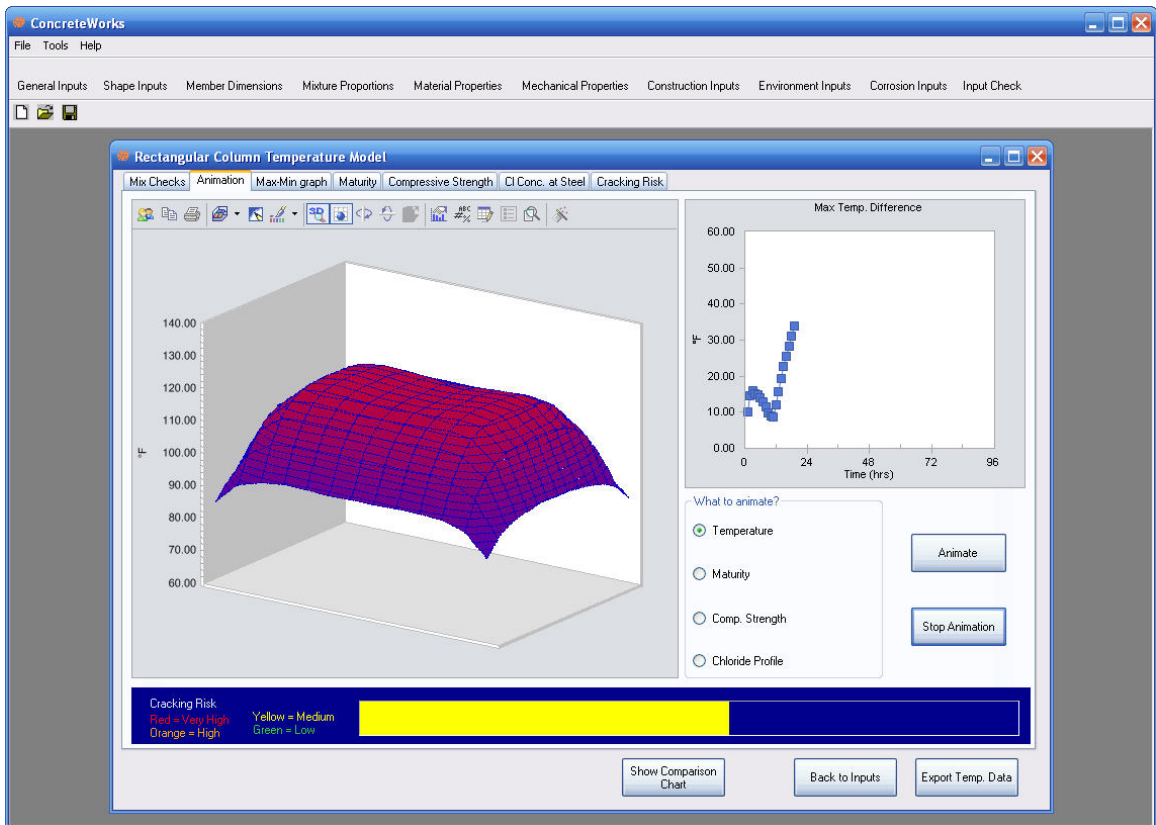 ConcreteWorks
File Tools Help
General Inputs Shape Inputs Member Dimensions Mixture Proportions Material Properties Mechanical Properties Construction Inputs Environment Inputs Corrosion Inputs Input Check
Rectangular Column Temperature Model
Mix Checks Animation Max-Min graph Maturity Compressive Strength Cl Conc. at Steel Cracking Risk
3D
ABC
#%
140.00
130.00
120.00
110.00
100.00
90.00
80.00
70.00
60.00
°F
Max Temp. Difference
60.00
50.00
40.00
30.00
20.00
10.00
0.00
°F
0 24 48 72 96
Time (hrs)
What to animate?
Temperature
Maturity
Comp. Strength
Chloride Profile
Animate
Stop Animation
Cracking Risk
Red = Very High Yellow = Medium
Orange = High Green = Low
Show Comparison
Chart
Back to Inputs
Export Temp. Data